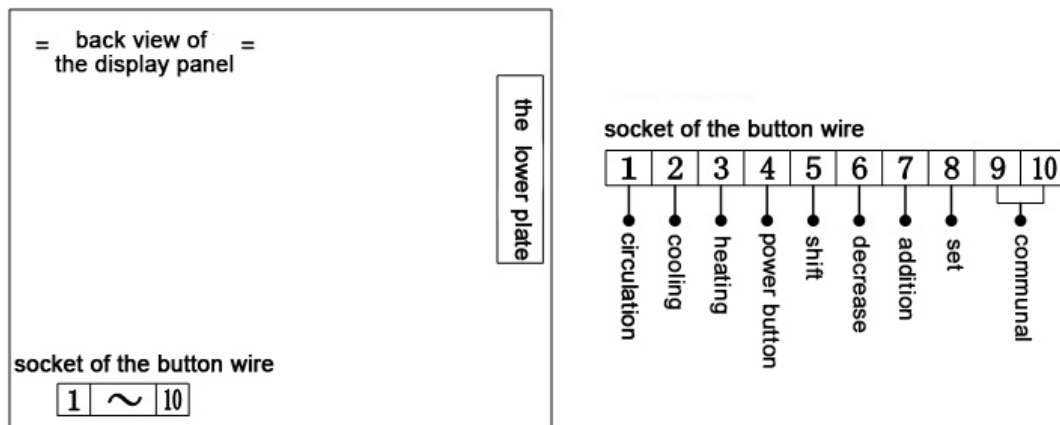 = back view of =
the display panel
the lower plate
socket of the button wire
1 ~ 10
socket of the button wire
1 2 3 4 5 6 7 8 9 10
circulation
cooling
heating
power button
shift
decrease
addition
set
communal